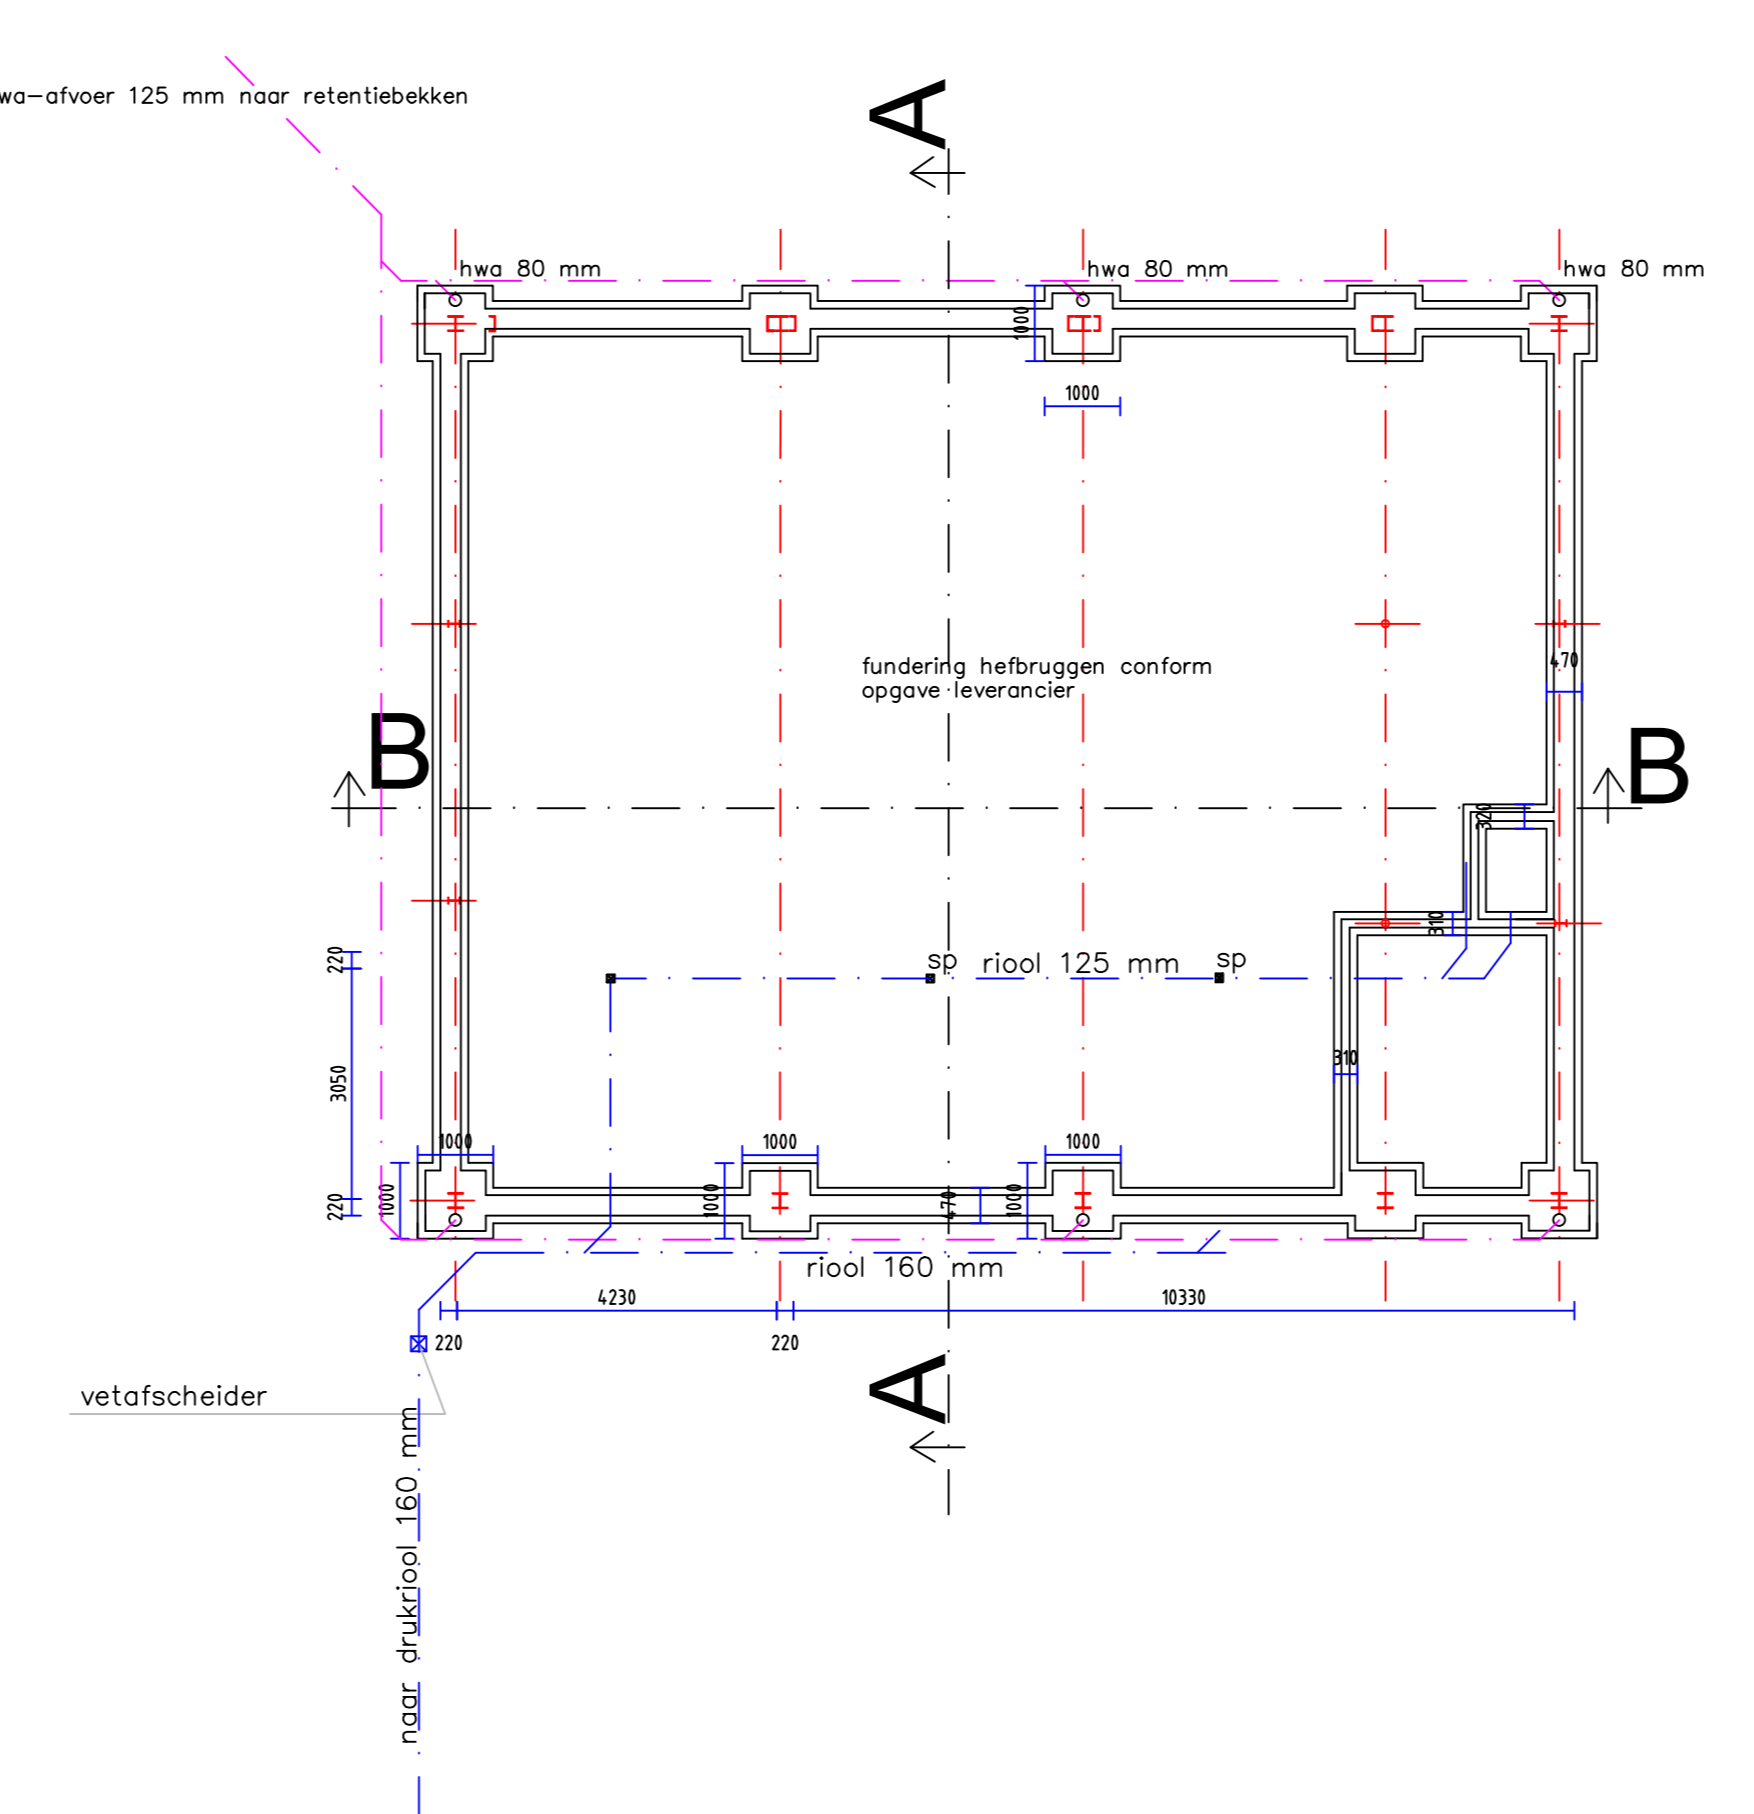 wa-afvoer 125 mm naar retentiebekken
A
hwa 80 mm
hwa 80 mm
hwa 80 mm
1000
1000
fundering hefbruggen conform
opgave leverancier
470
B
B
320
310
220
sp
riool 125 mm
sp
3050
310
1000
1000
1000
220
1000
1000
470
1000
riool 160 mm
4230
10330
220
220
A
vetafscheider
naar drukriool 160 mm